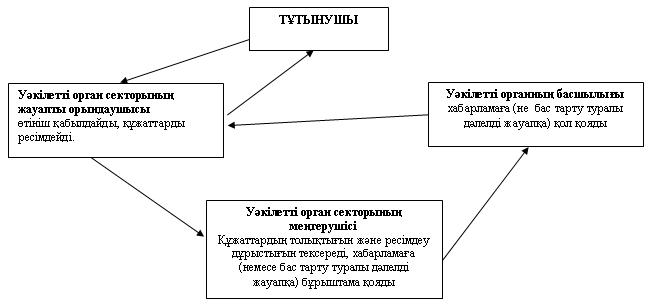 ТҰТЫНУШЫ
Уәкілетті орган секторының
жауапты орындаушысы
өтініш қабылдайды, құжаттарды
ресімдейді.
Уәкілетті органның басшылығы
хабарламаға (не бас тарту туралы
дәлелді жауапқа) қол қояды
Уәкілетті орган секторының
меңгерушісі
Құжаттардың толықтығын және ресімдеу
дұрыстығын тексереді, хабарламаға
(немесе бас тарту туралы дәлелді
жауапқа) бұрыштама қояды